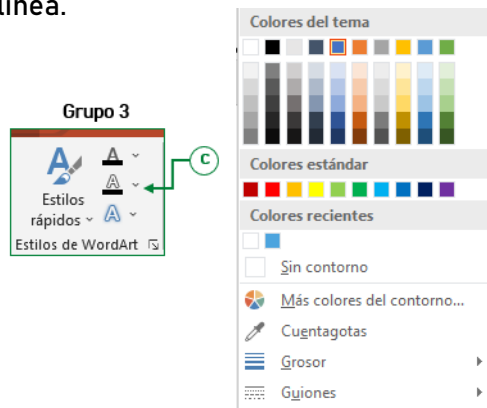 línea.
Grupo 3
C
Estilos
rápidos
Estilos de WordArt
Colores del tema
Colores estándar
Colores recientes
Sin contorno
Más colores del contorno...
Cuentagotas
Grosor
Guiones